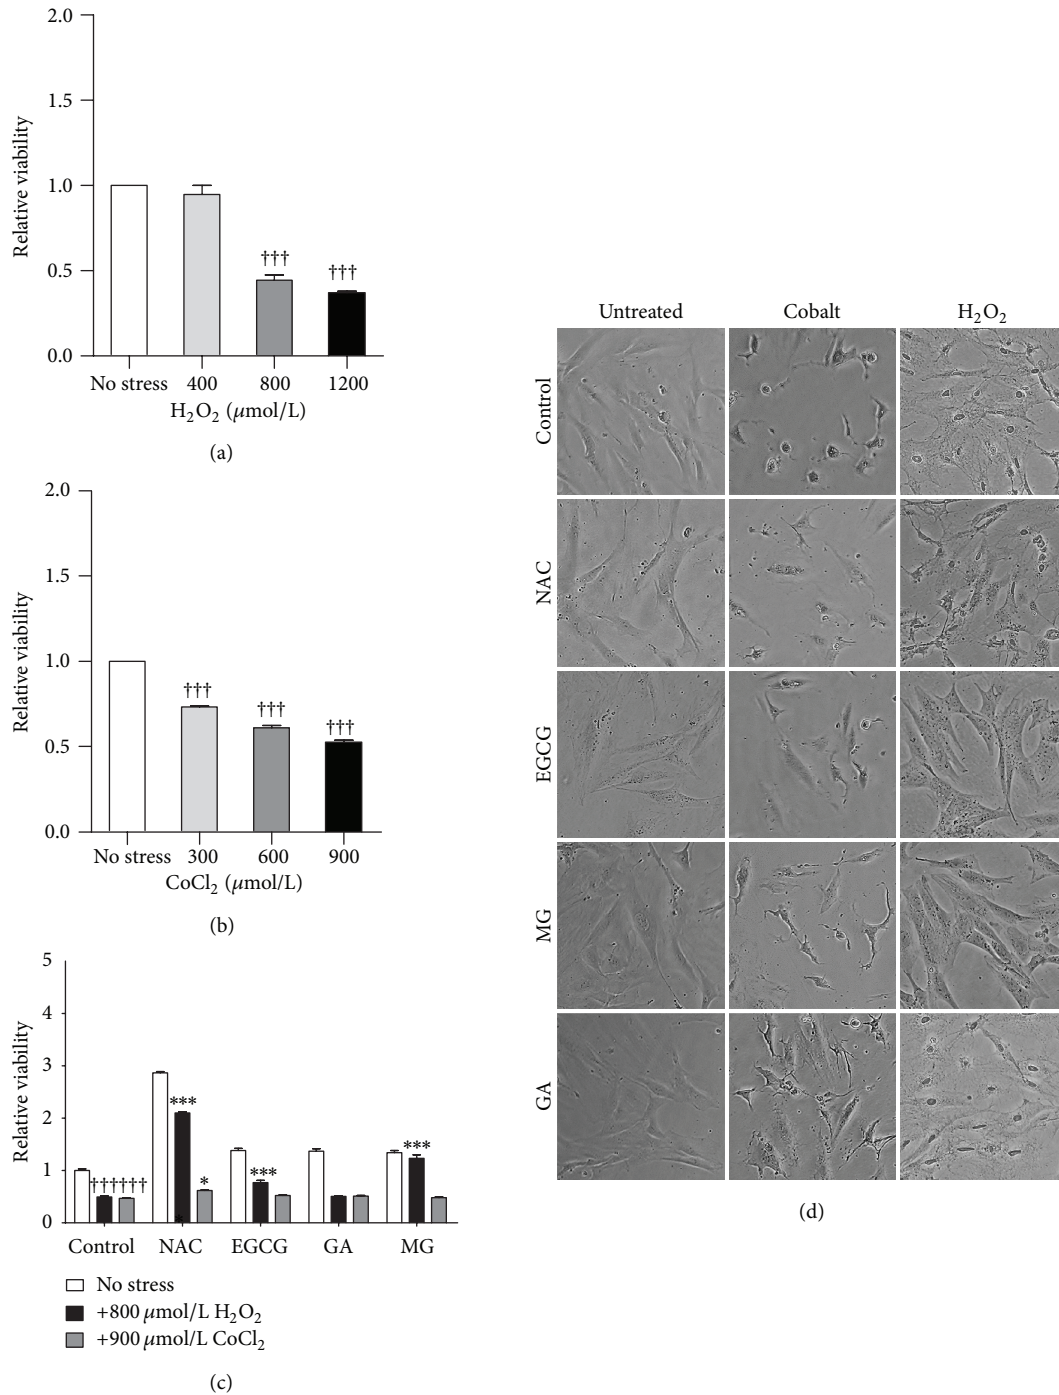 2.0
1.5
1.0
0.5
0.0
Relative viability
†††
†††
No stress 400 800 1200
H₂O₂ (μmol/L)
(a)
2.0
1.5
1.0
0.5
0.0
Relative viability
†††
†††
†††
No stress 300 600 900
CoCl₂ (μmol/L)
(b)
5
4
3
2
1
0
Relative viability
††††††
***
*
***
***
Control NAC EGCG GA MG
No stress
+800 μmol/L H₂O₂
+900 μmol/L CoCl₂
(c)
Untreated Cobalt H₂O₂
Control
NAC
EGCG
MG
GA
(d)